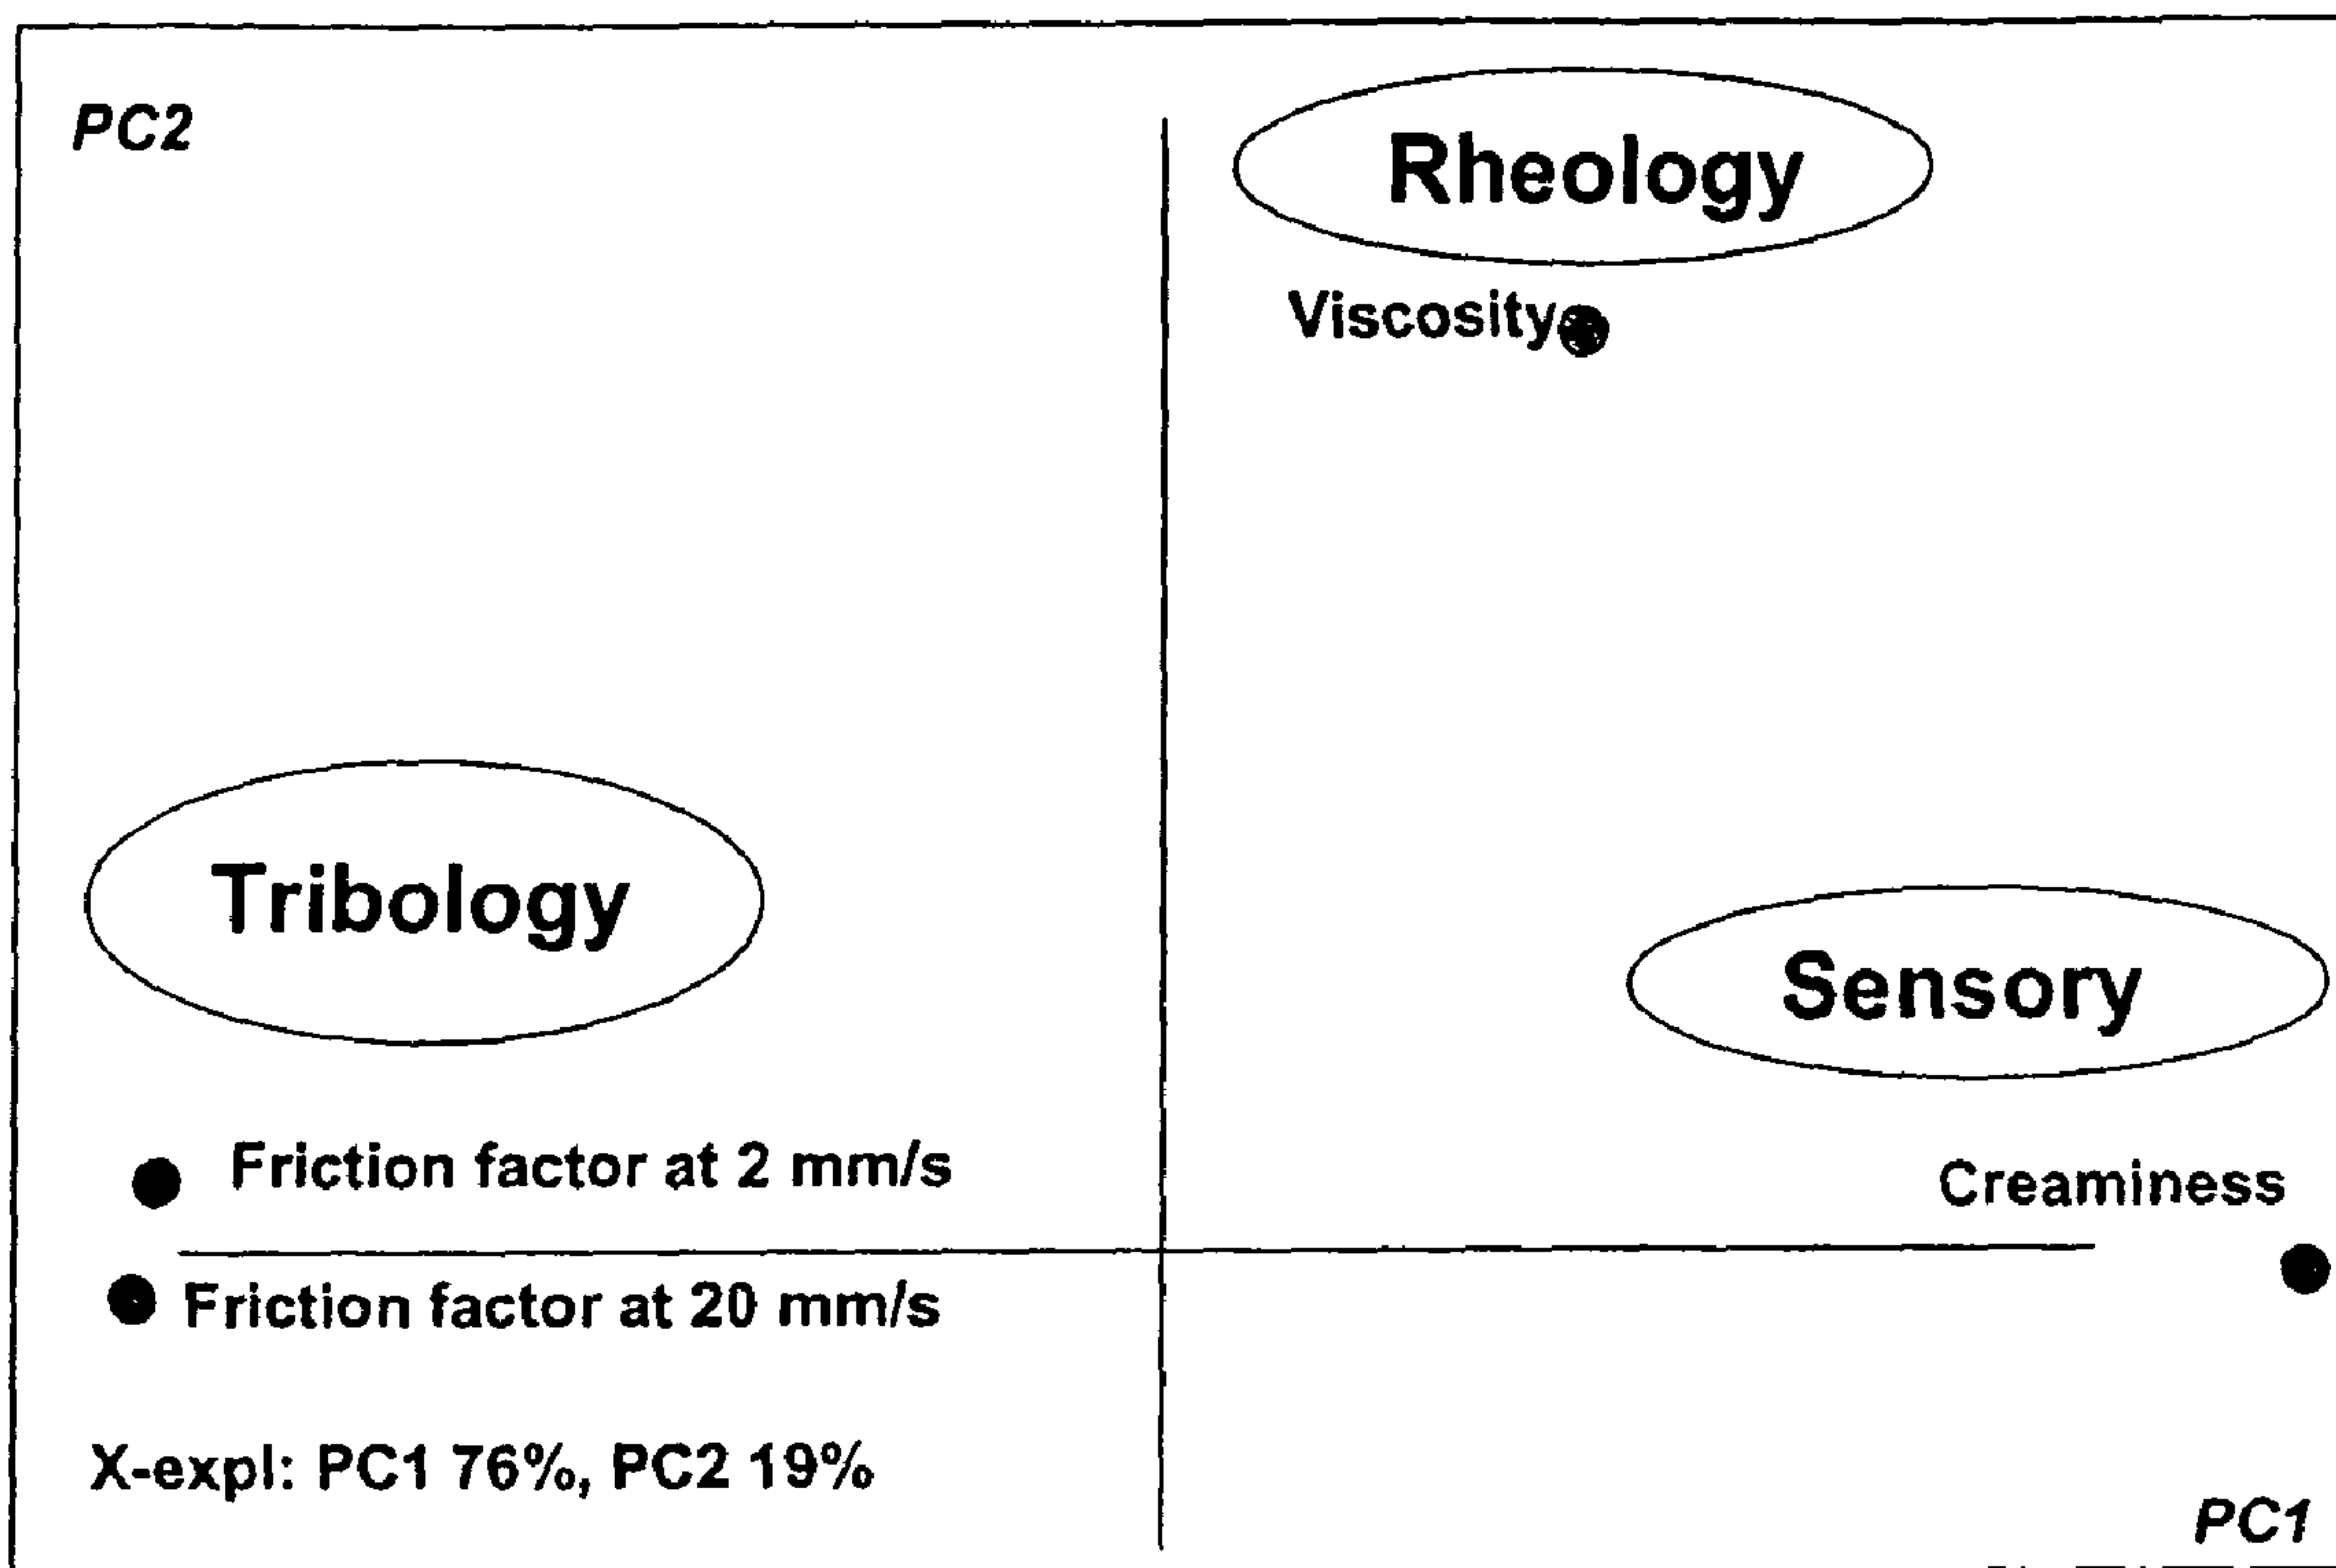 PC2
Rheology
Viscosity
Tribology
Sensory
Friction factor at 2 mm/s
Creaminess
Friction factor at 20 mm/s
X-expl: PC1 76%, PC2 19%
PC1